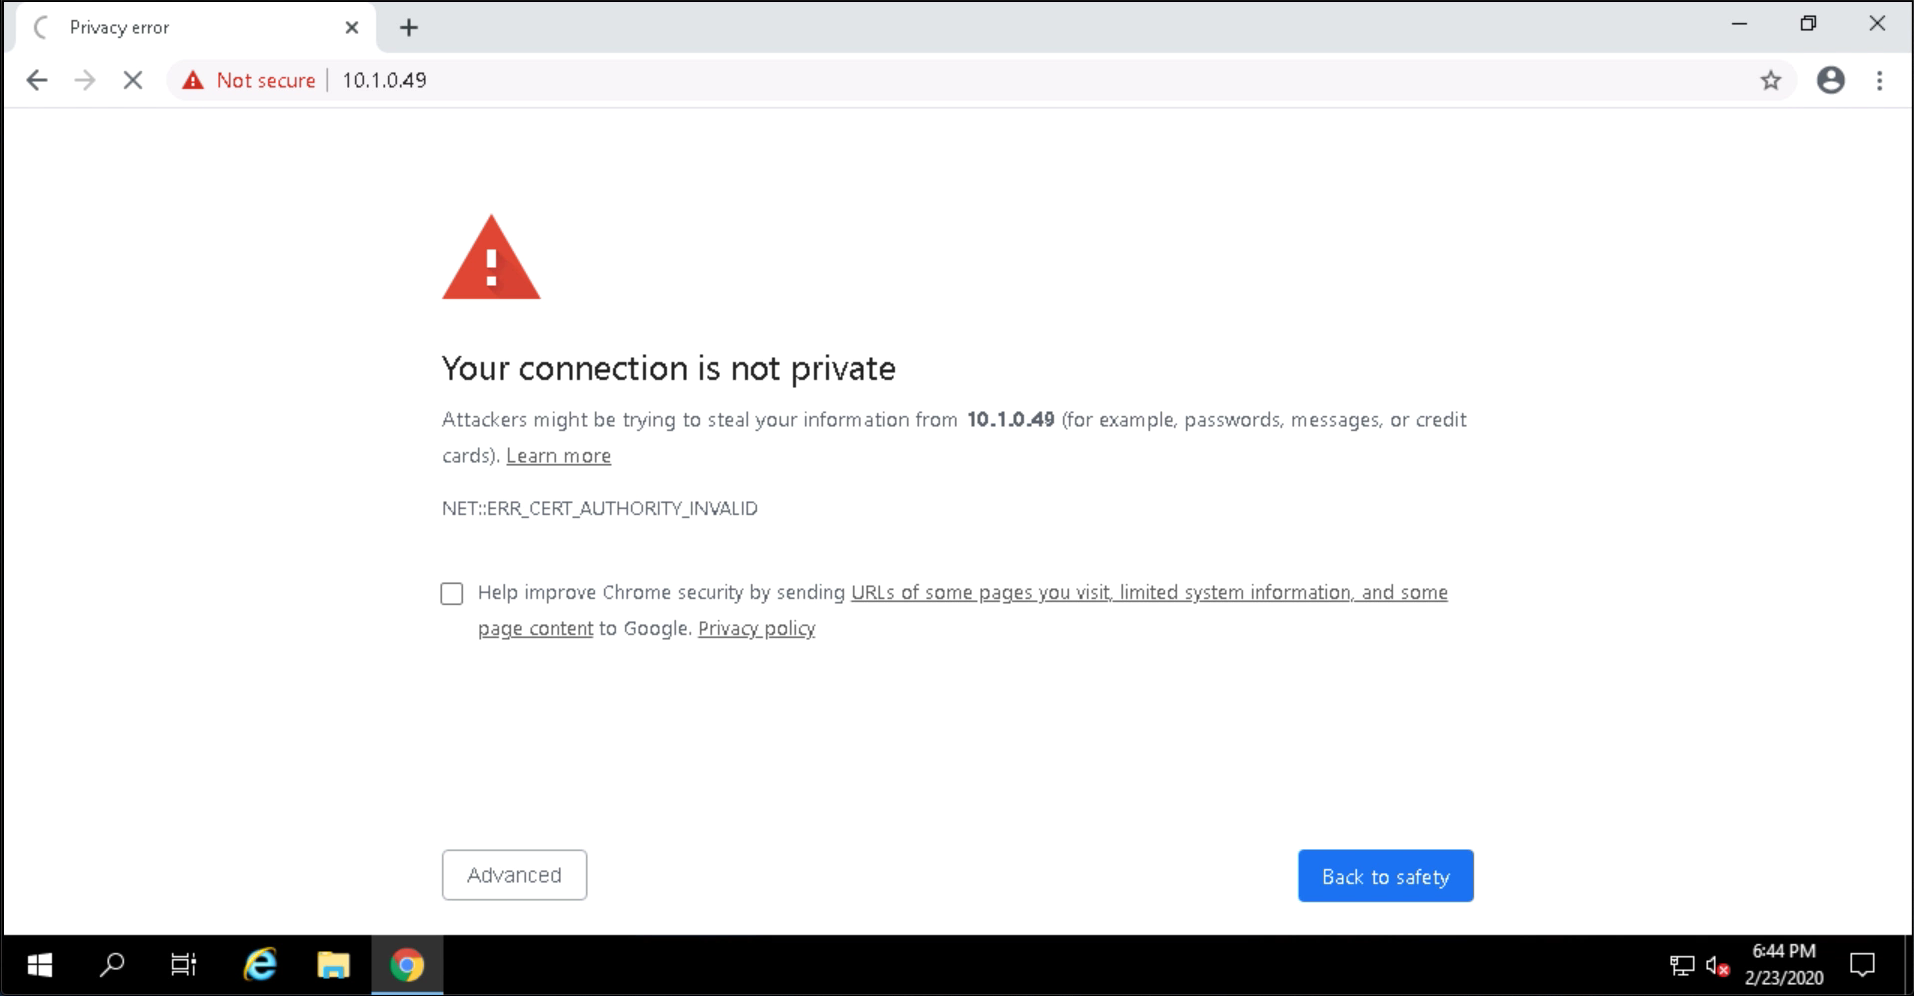 Privacy error
Not secure
10.1.0.49
Your connection is not private
Attackers might be trying to steal your information from 10.1.0.49 (for example, passwords, messages, or credit
cards). Learn more
NET::ERR_CERT_AUTHORITY_INVALID
Help improve Chrome security by sending URLs of some pages you visit, limited system information, and some
page content to Google. Privacy policy
Advanced
Back to safety
6:44 PM
2/23/2020